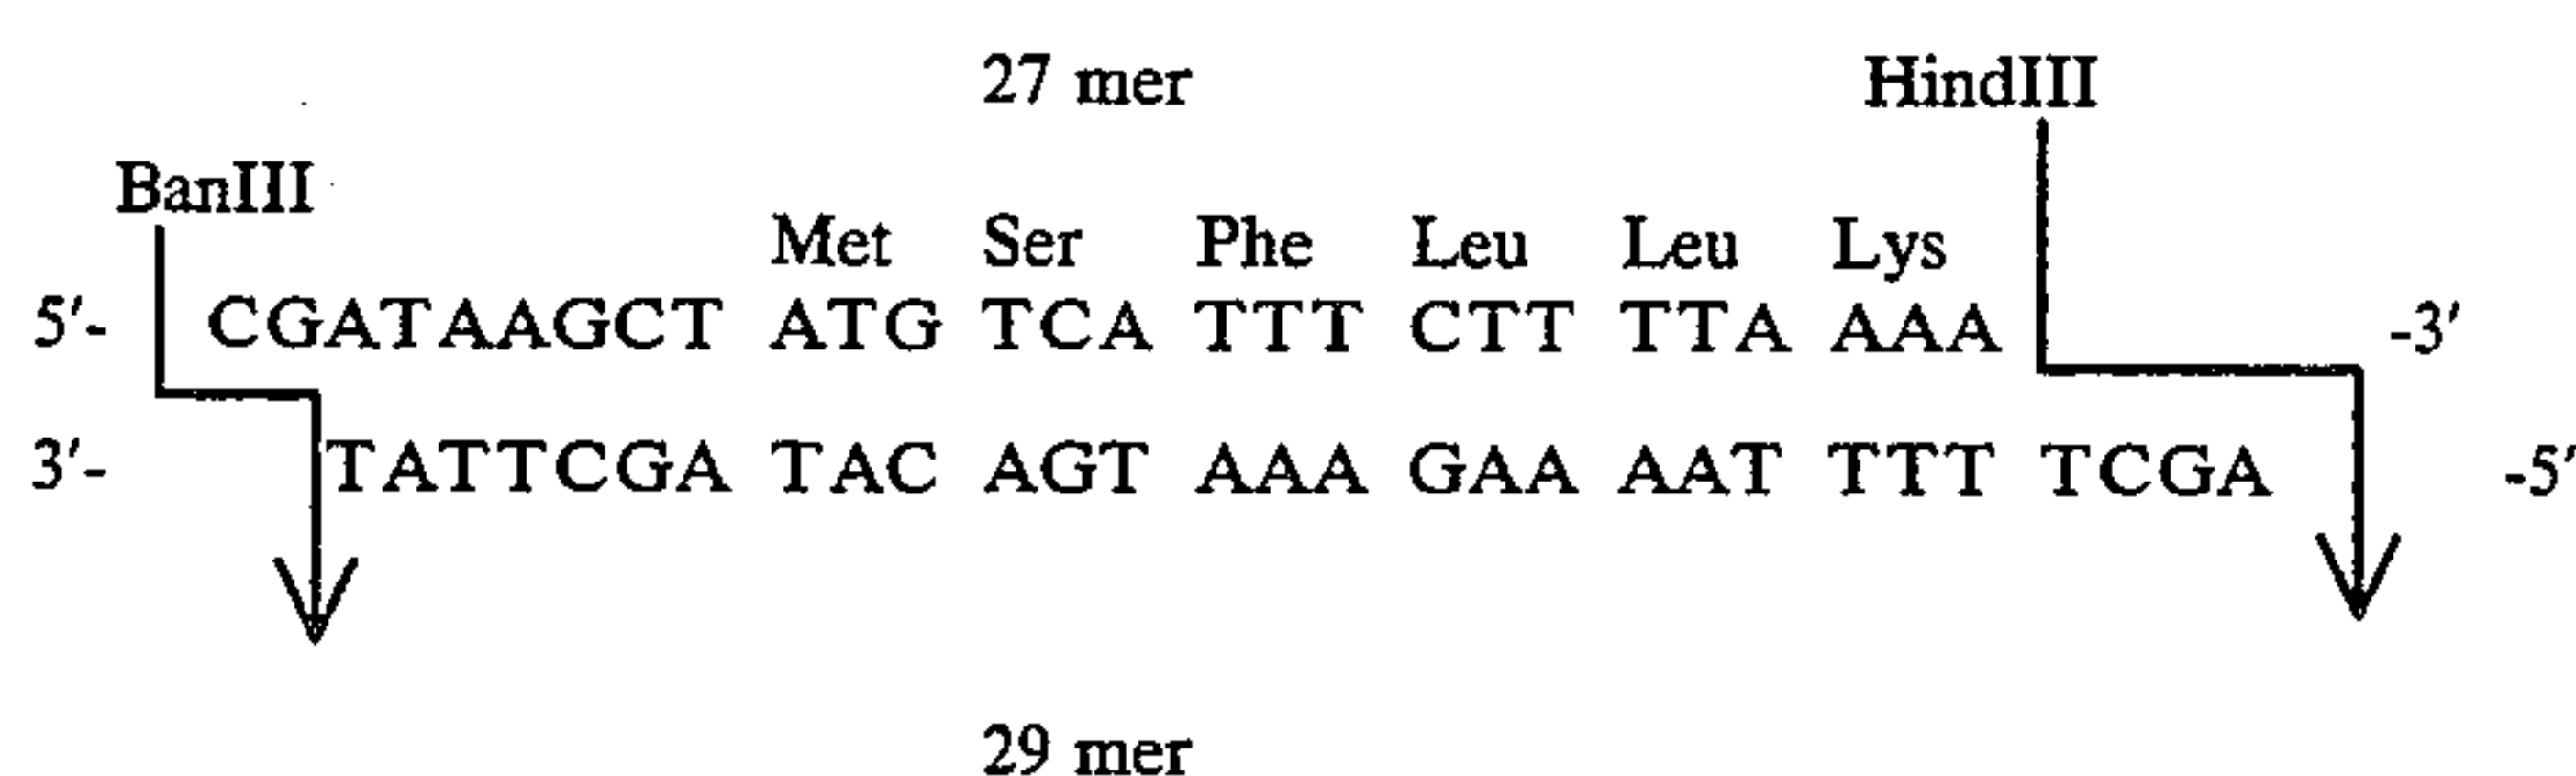 27 mer
HindIII
BanIII
Met Ser Phe Leu Leu Lys
5'- CGATAAGCT ATG TCA TTT CTT TTA AAA -3'
3'- TATTCGA TAC AGT AAA GAA AAT TTT TCGA -5'
29 mer